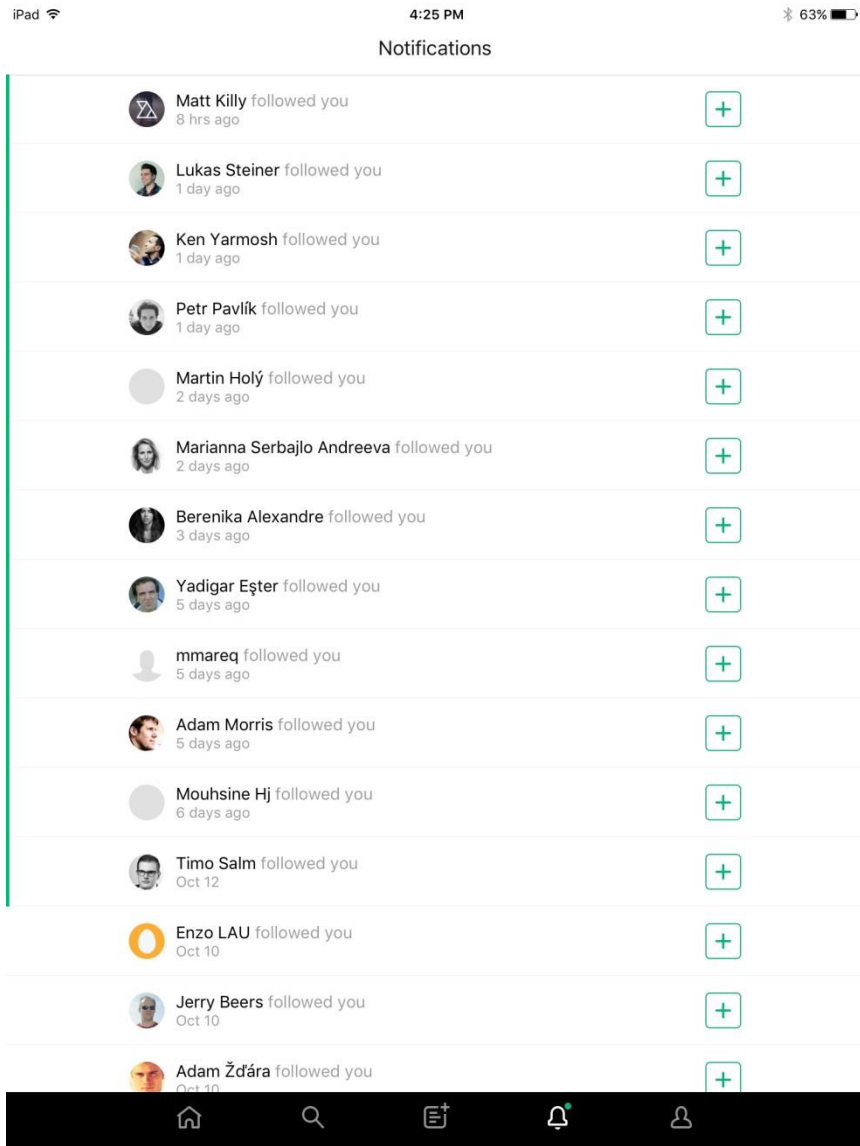 iPad 4:25 PM 63%
Notifications
Matt Killy followed you
8 hrs ago
Lukas Steiner followed you
1 day ago
Ken Yarmosh followed you
1 day ago
Petr Pavlík followed you
1 day ago
Martin Holý followed you
2 days ago
Marianna Serbajlo Andreeva followed you
2 days ago
Berenika Alexandre followed you
3 days ago
Yadigar Eşter followed you
5 days ago
mmareq followed you
5 days ago
Adam Morris followed you
5 days ago
Mouhsine Hj followed you
6 days ago
Timo Salm followed you
Oct 12
Enzo LAU followed you
Oct 10
Jerry Beers followed you
Oct 10
Adam Žďára followed you
Oct 10